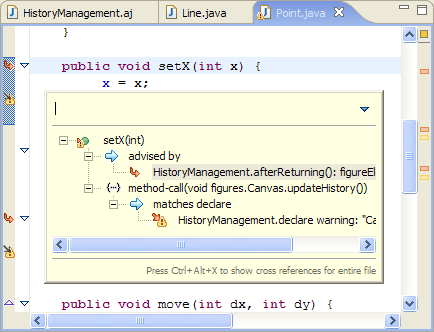 HistoryManagement.aj Line.java Point.java
}
public void setX(int x) {
x = x;
setX(int)
advised by
HistoryManagement.afterReturning(): figureEl
method-call(void figures.Canvas.updateHistory())
matches declare
HistoryManagement.declare warning: "Ca
Press Ctrl+Alt+X to show cross references for entire file
public void move(int dx, int dy) {